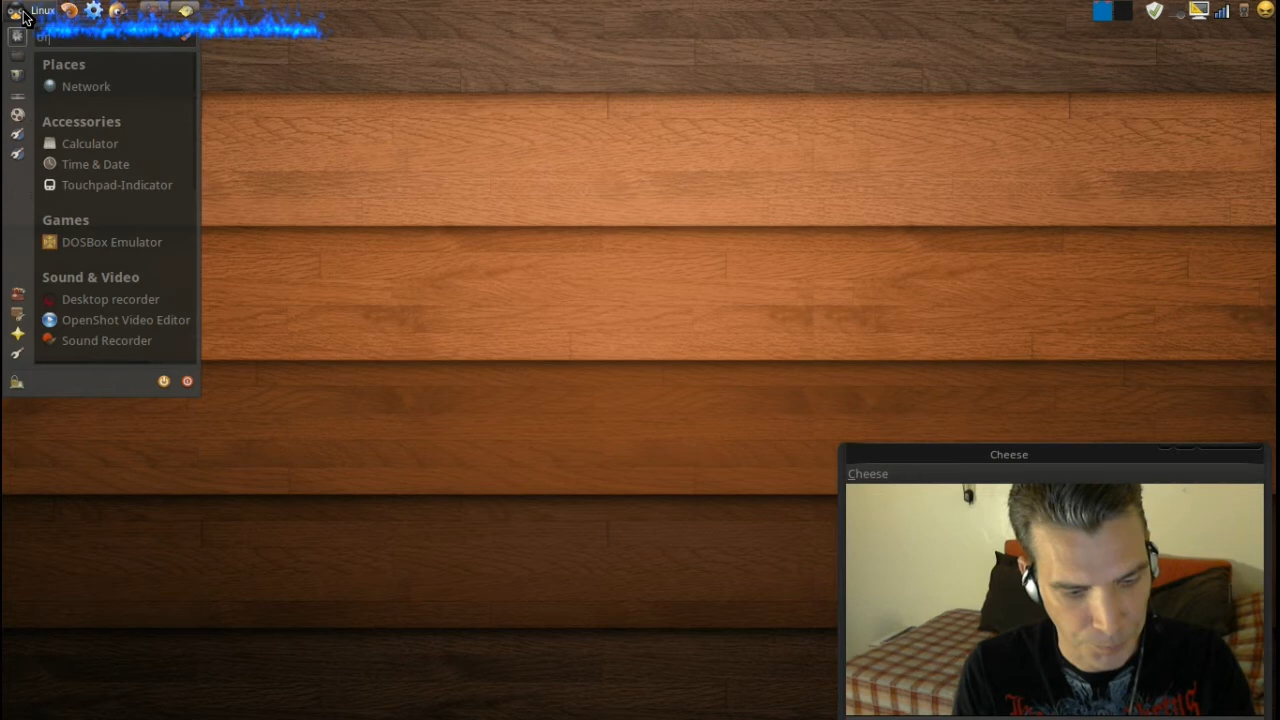 Linux
Places
Network
Accessories
Calculator
Time & Date
Touchpad-Indicator
Games
DOSBox Emulator
Sound & Video
Desktop recorder
OpenShot Video Editor
Sound Recorder
Cheese
Cheese